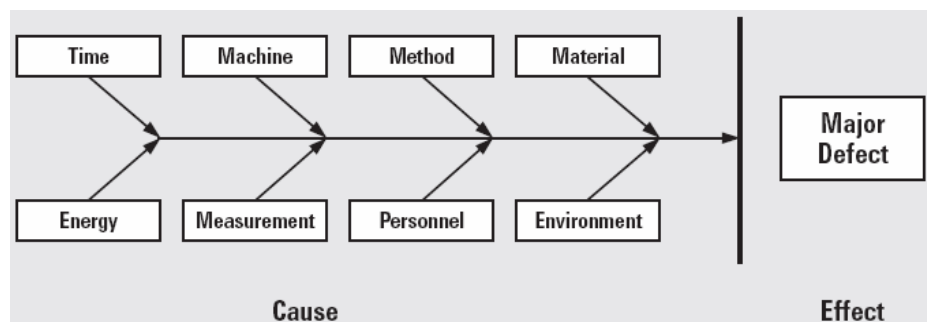 Time
Machine
Method
Material
Major
Defect
Energy
Measurement
Personnel
Environment
Cause
Effect